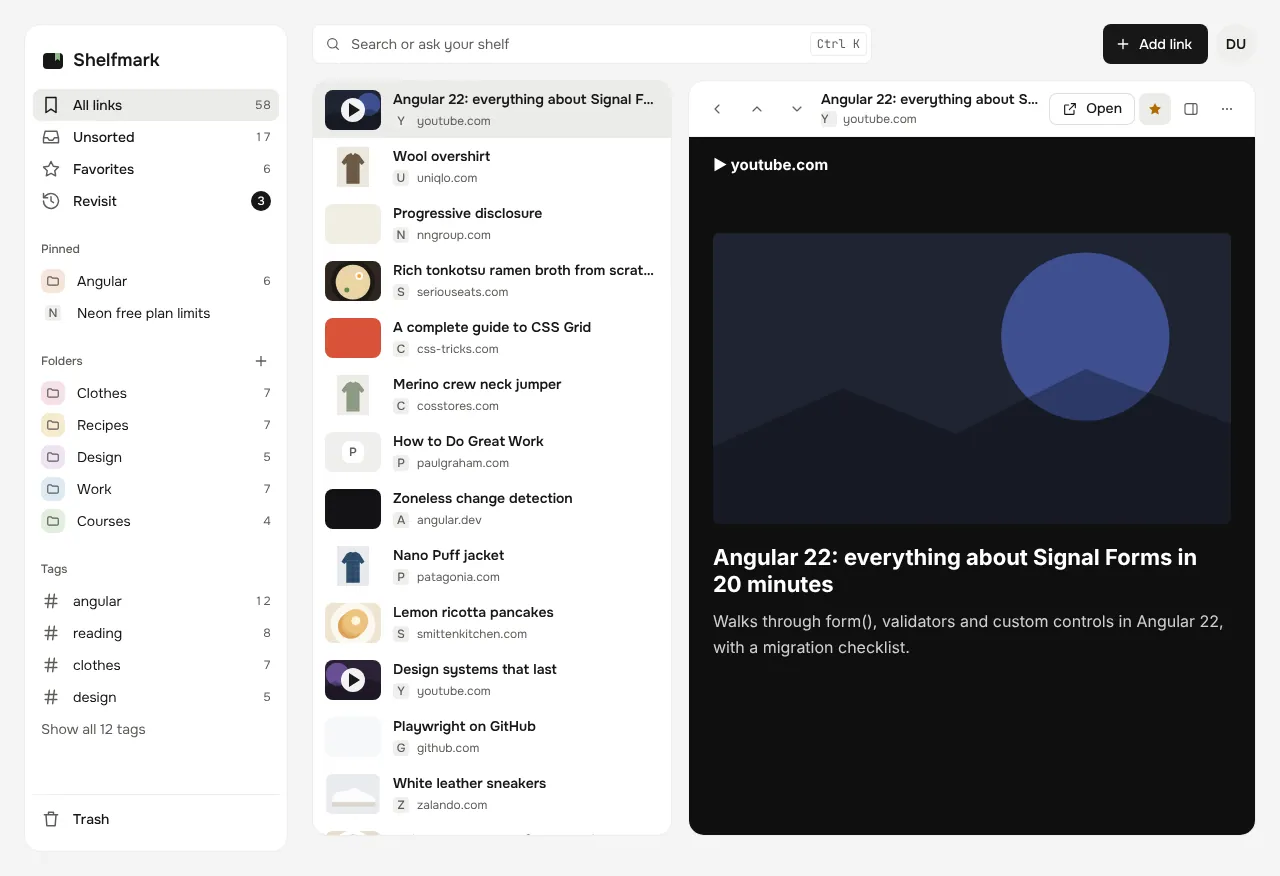 Shelfmark
All links 58
Unsorted 17
Favorites 6
Revisit 3
Pinned
Angular 6
N Neon free plan limits
Folders
Clothes 7
Recipes 7
Design 5
Work 7
Courses 4
Tags
angular 12
reading 8
clothes 7
design 5
Show all 12 tags
Trash
Search or ask your shelf Ctrl K
Add link
DU
Angular 22: everything about Signal F...
Y youtube.com
Wool overshirt
U uniqlo.com
Progressive disclosure
N nngroup.com
Rich tonkotsu ramen broth from scrat...
S seriouseats.com
A complete guide to CSS Grid
C css-tricks.com
Merino crew neck jumper
C cosstores.com
P
How to Do Great Work
P paulgraham.com
Zoneless change detection
A angular.dev
Nano Puff jacket
P patagonia.com
Lemon ricotta pancakes
S smittenkitchen.com
Design systems that last
Y youtube.com
Playwright on GitHub
G github.com
White leather sneakers
Z zalando.com
Angular 22: everything about S...
Y youtube.com
Open
youtube.com
Angular 22: everything about Signal Forms in
20 minutes
Walks through form(), validators and custom controls in Angular 22,
with a migration checklist.